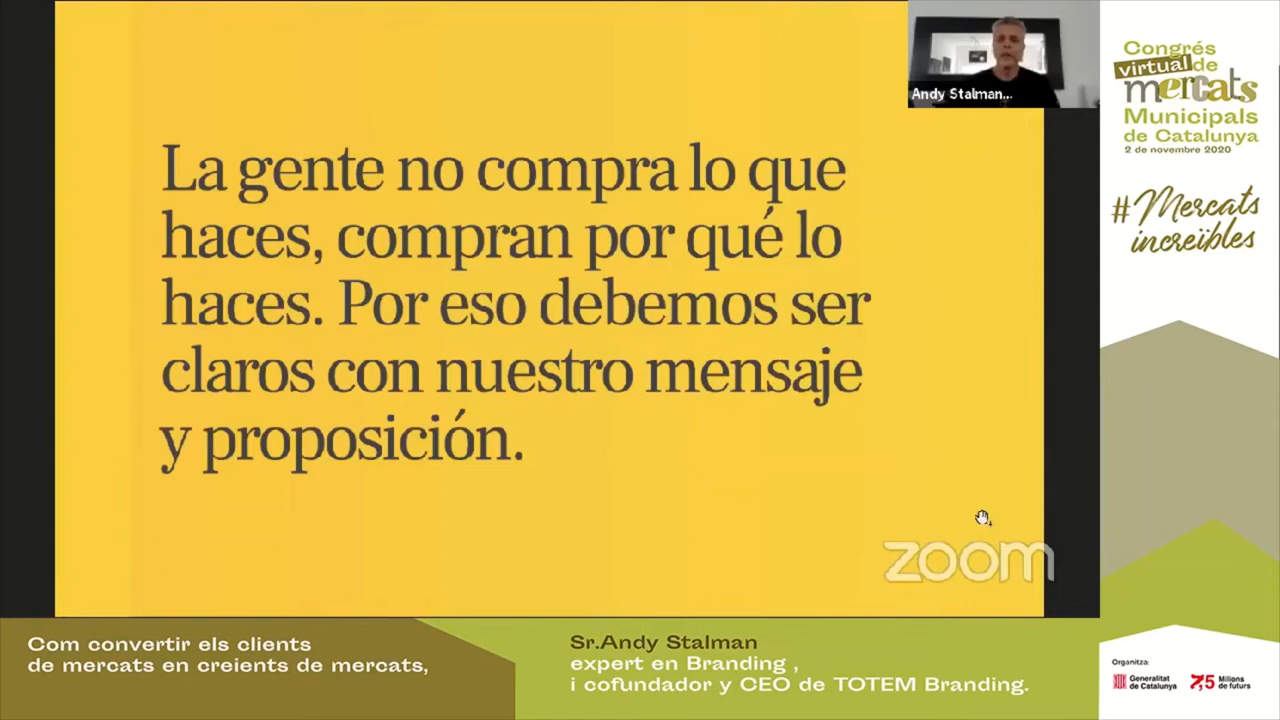 La gente no compra lo que
haces, compran por qué lo
haces. Por eso debemos ser
claros con nuestro mensaje
y proposición.
zoom
Andy Stalman...
Congrés
virtual de
mercats
Municipals
de Catalunya
2 de novembre 2020
#Mercats
increïbles
Com convertir els clients
de mercats en creients de mercats,
Sr.Andy Stalman
expert en Branding ,
i cofundador y CEO de TOTEM Branding.
Organitza:
Generalitat
de Catalunya
7,5 Milions
de futurs